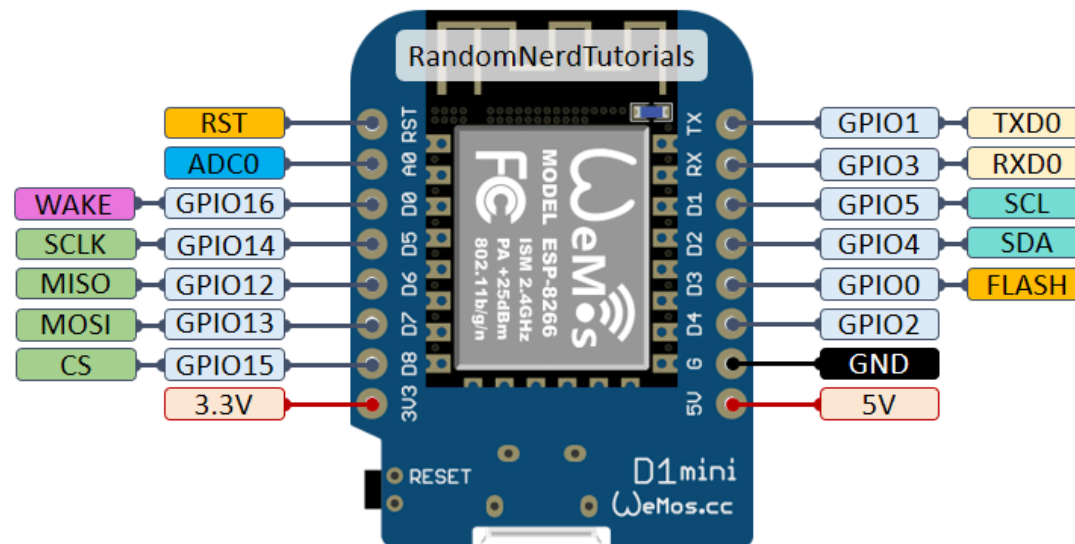 RandomNerdTutorials
RST RST TX GPIO1 TXD0
ADC0 A0 RX GPIO3 RXD0
WAKE GPIO16 D0 D1 GPIO5 SCL
SCLK GPIO14 D5 D2 GPIO4 SDA
MISO GPIO12 D6 D3 GPIO0 FLASH
MOSI GPIO13 D7 D4 GPIO2
CS GPIO15 D8 G GND
3.3V 3V3 5V 5V
WeMos
FC
MODEL ESP-8266
ISM 2.4GHz
PA +25dBm
802.11b/g/n
RESET
D1mini
WeMos.cc